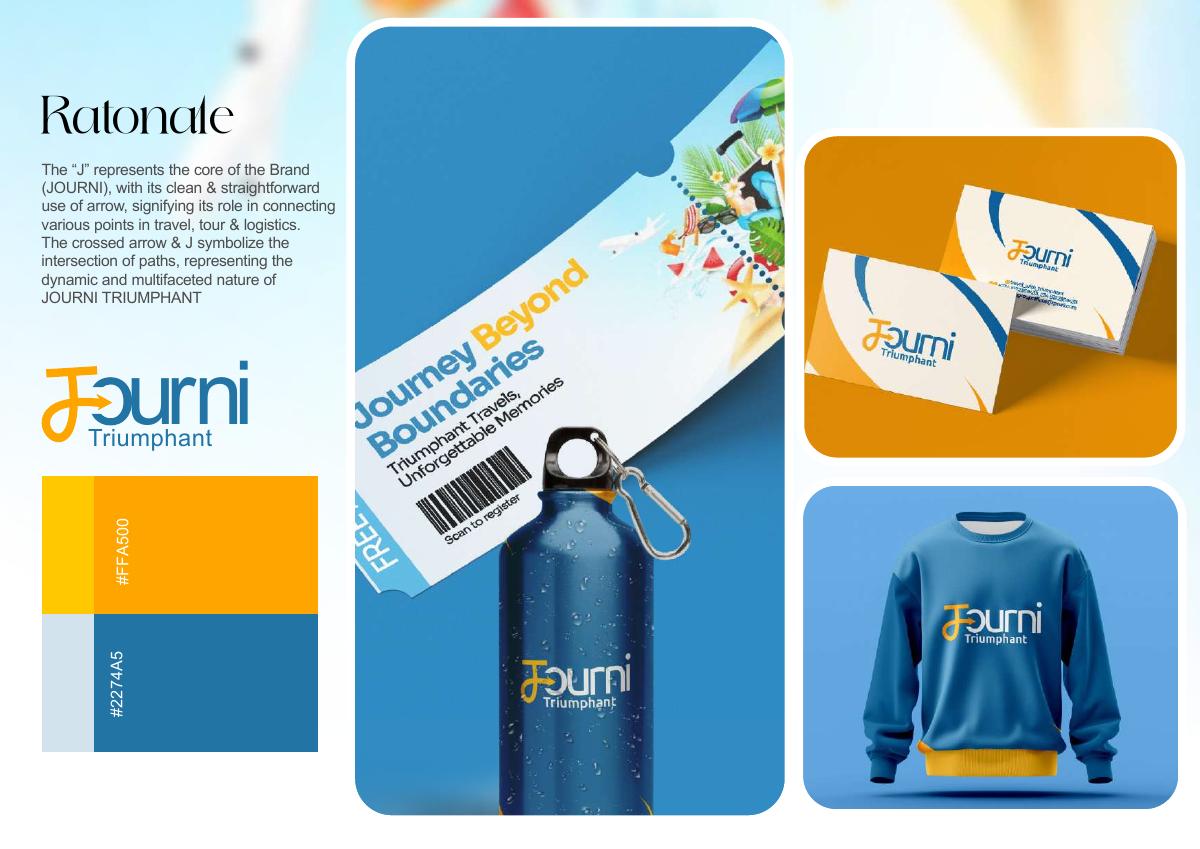 Ratonale
The “J” represents the core of the Brand
(JOURNI), with its clean & straightforward
use of arrow, signifying its role in connecting
various points in travel, tour & logistics.
The crossed arrow & J symbolize the
intersection of paths, representing the
dynamic and multifaceted nature of
JOURNI TRIUMPHANT
Journi
Triumphant
#FFA500
#2274A5
Journey Beyond
Boundaries
Triumphant Travels,
Unforgettable Memories
Scan to register
FREE
Journi
Triumphant
Journi
Triumphant
Journi
Triumphant
Journi
Triumphant